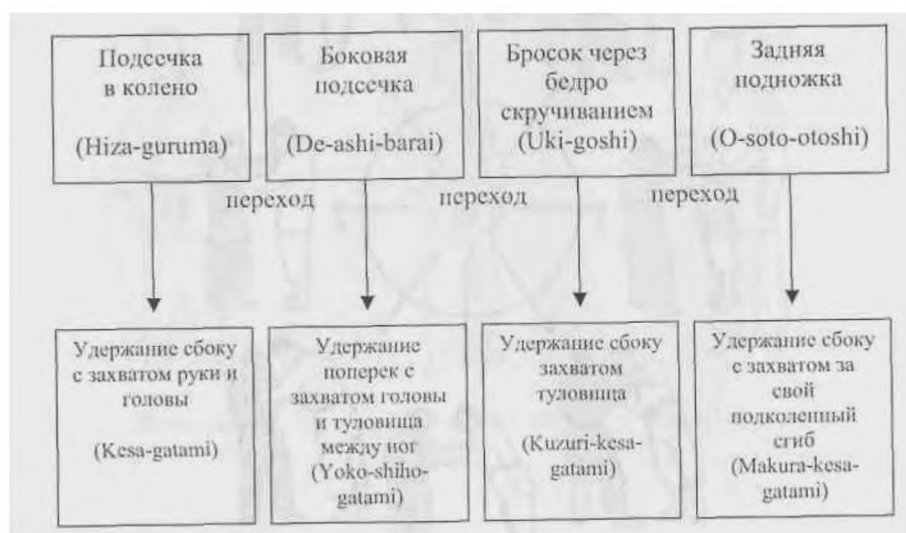 Подсечка
в колено
(Hiza-guruma)
Боковая
подсечка
(De-ashi-barai)
Бросок через
бедро
скручиванием
(Uki-goshi)
Задняя
подножка
(O-soto-otoshi)
переход
переход
переход
Удержание сбоку
с захватом руки и
головы
(Kesa-gatami)
Удержание
поперек с
захватом головы
и туловища
между ног
(Yoko-shiho-
gatami)
Удержание сбоку
захватом
туловища
(Kuzuri-kesa-
gatami)
Удержание сбоку
с захватом за
свой
подколенный
сгиб
(Makura-kesa-
gatami)